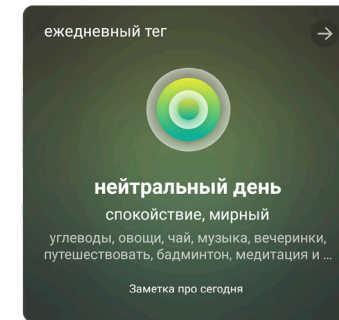 ежедневный тег
нейтральный день
спокойствие, мирный
углеводы, овощи, чай, музыка, вечеринки,
путешествовать, бадминтон, медитация и ...
Заметка про сегодня